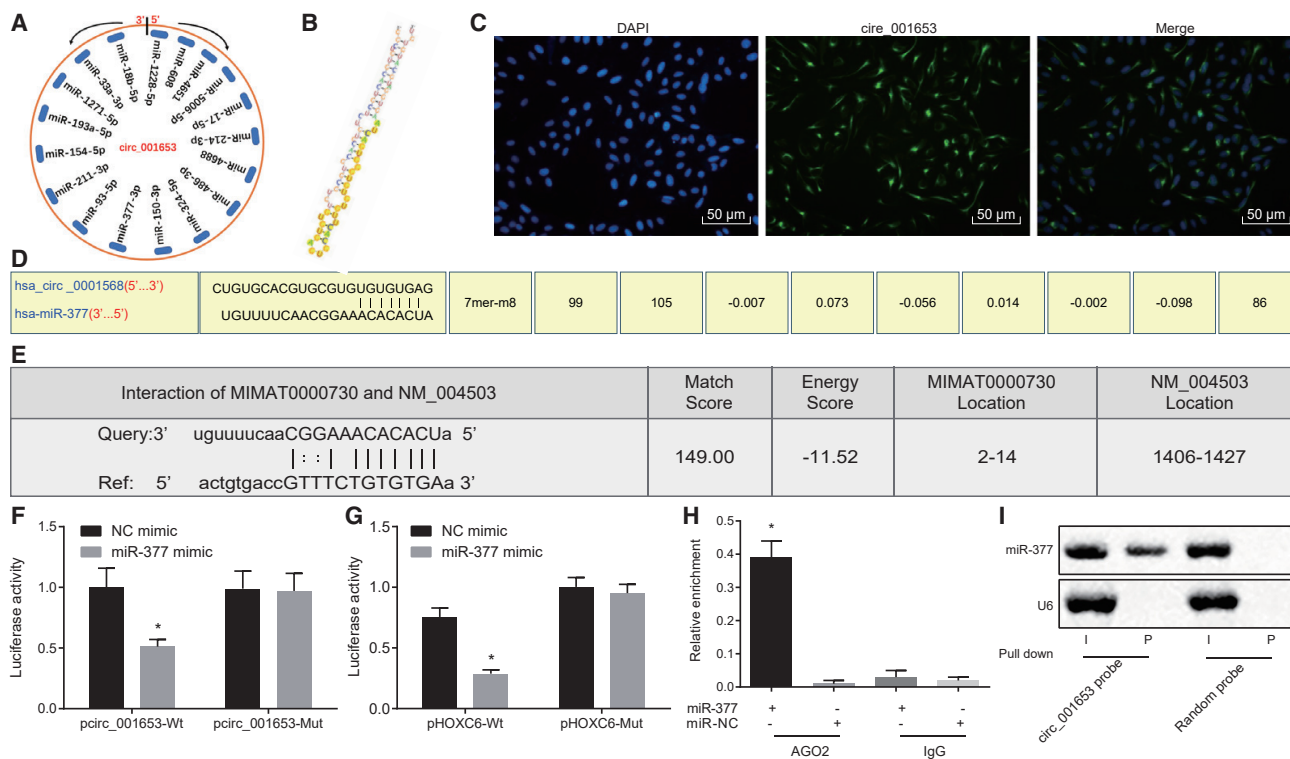 A
3' 5'
miR-1228-5p
miR-608
miR-4651
miR-5006-5p
miR-17-5p
miR-214-3p
miR-4688
miR-486-3p
miR-324-5p
miR-150-3p
miR-377-3p
miR-93-5p
miR-211-3p
miR-154-5p
miR-193a-5p
miR-1271-5p
miR-33a-3p
miR-18b-5p
circ_001653
B
C
DAPI
cire_001653
Merge
50 µm
50 µm
50 µm
D
hsa_circ _0001568(5'...3')
hsa-miR-377(3'...5')
CUGUGCACGUGCGUGUGUGUGAG
UGUUUUCAACGGAAACACACUA
7mer-m8
99
105
-0.007
0.073
-0.056
0.014
-0.002
-0.098
86
E
Interaction of MIMAT0000730 and NM_004503
Match Score
Energy Score
MIMAT0000730 Location
NM_004503 Location
Query:3' uguuuucaaCGGAAACACACUa 5'
Ref: 5' actgtgaccGTTTCTGTGTGAa 3'
149.00
-11.52
2-14
1406-1427
F
NC mimic
miR-377 mimic
Luciferase activity
1.5
1.0
0.5
0.0
*
pcirc_001653-Wt
pcirc_001653-Mut
G
NC mimic
miR-377 mimic
Luciferase activity
1.5
1.0
0.5
0.0
*
pHOXC6-Wt
pHOXC6-Mut
H
Relative enrichment
0.5
0.4
0.3
0.2
0.1
0.0
*
miR-377 + - + -
miR-NC - + - +
AGO2
IgG
I
miR-377
U6
I P I P
Pull down
circ_001653 probe
Random probe